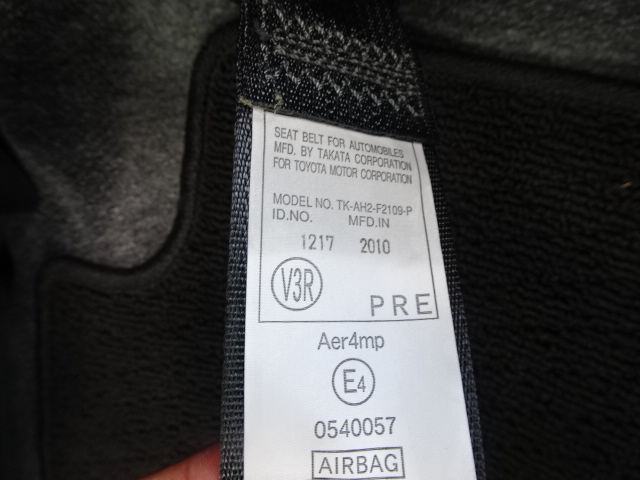 SEAT BELT FOR AUTOMOBILES
MFD. BY TAKATA CORPORATION
FOR TOYOTA MOTOR CORPORATION
MODEL NO. TK-AH2-F2109-P
ID.NO. MFD.IN
1217 2010
V3R PRE
Aer4mp
E4
0540057
AIRBAG